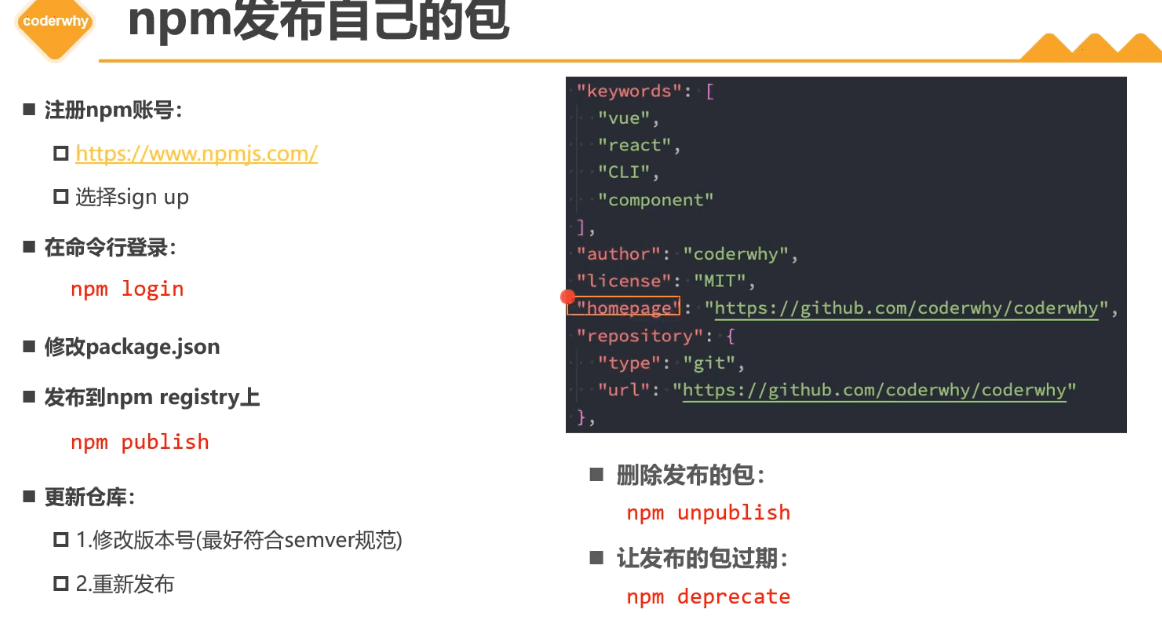 coderwhy
npm发布自己的包
注册npm账号：
https://www.npmjs.com/
选择sign up
在命令行登录：
npm login
修改package.json
发布到npm registry上
npm publish
更新仓库：
1.修改版本号(最好符合semver规范)
2.重新发布
"keywords": [
"vue",
"react",
"CLI",
"component"
],
"author": "coderwhy",
"license": "MIT",
"homepage": "https://github.com/coderwhy/coderwhy",
"repository": {
"type": "git",
"url": "https://github.com/coderwhy/coderwhy"
},
删除发布的包：
npm unpublish
让发布的包过期：
npm deprecate